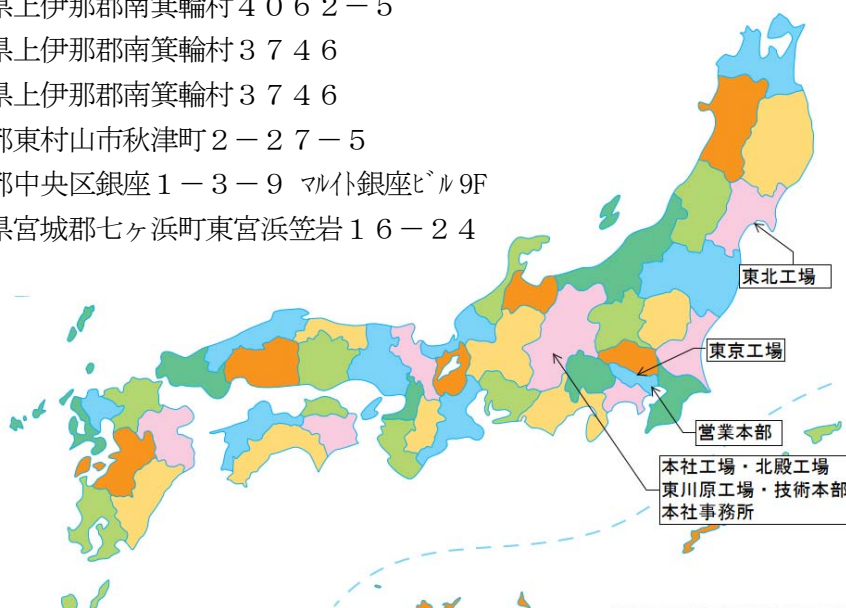 県上伊那郡南箕輪村４０６２－５
県上伊那郡南箕輪村３７４６
県上伊那郡南箕輪村３７４６
都東村山市秋津町２－２７－５
都中央区銀座１－３－９ ﾏﾙｲﾄ銀座ﾋﾞﾙ 9F
県宮城郡七ヶ浜町東宮浜笠岩１６－２４
東北工場
東京工場
営業本部
本社工場・北殿工場
東川原工場・技術本部
本社事務所